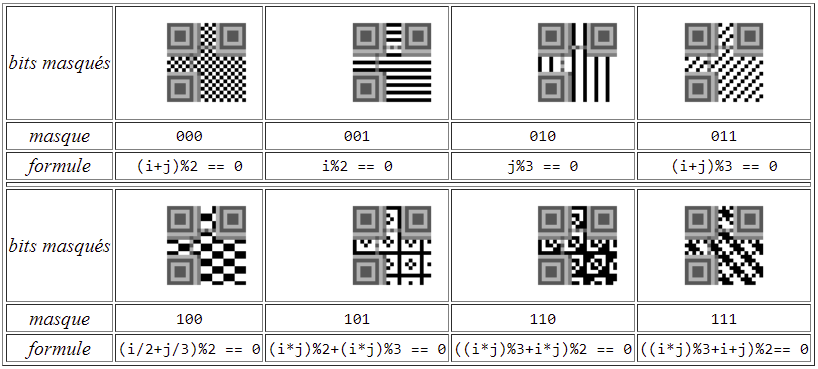 bits masqués
masque 000 001 010 011
formule (i+j)%2 == 0 i%2 == 0 j%3 == 0 (i+j)%3 == 0
bits masqués
masque 100 101 110 111
formule (i/2+j/3)%2 == 0 (i*j)%2+(i*j)%3 == 0 ((i*j)%3+i*j)%2 == 0 ((i*j)%3+i+j)%2== 0